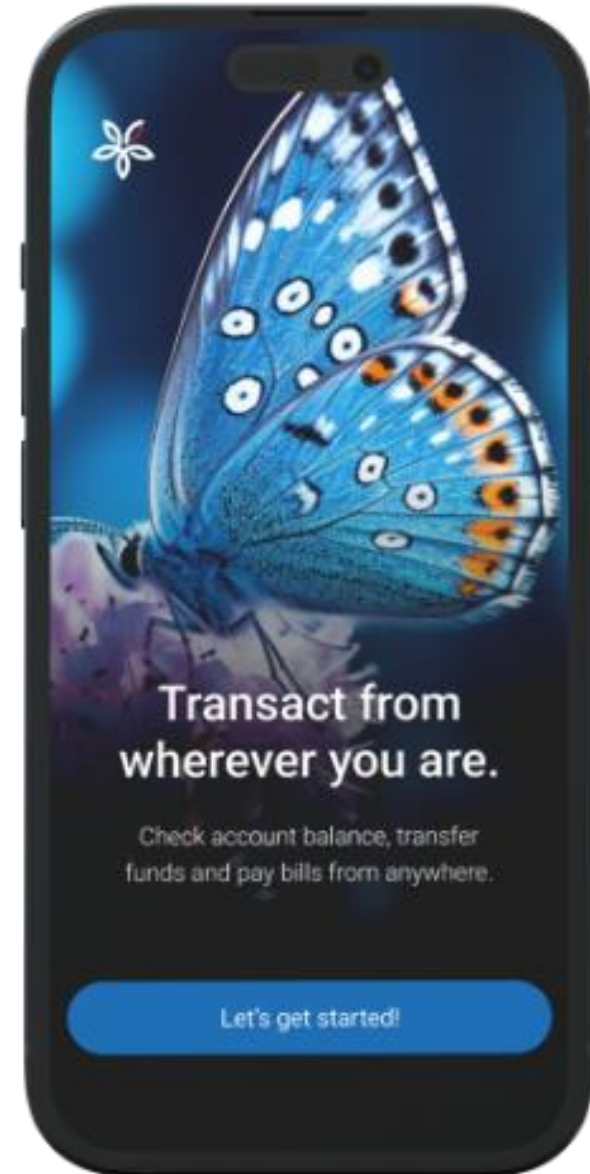 Transact from
wherever you are.
Check account balance, transfer
funds and pay bills from anywhere.
Let's get started!